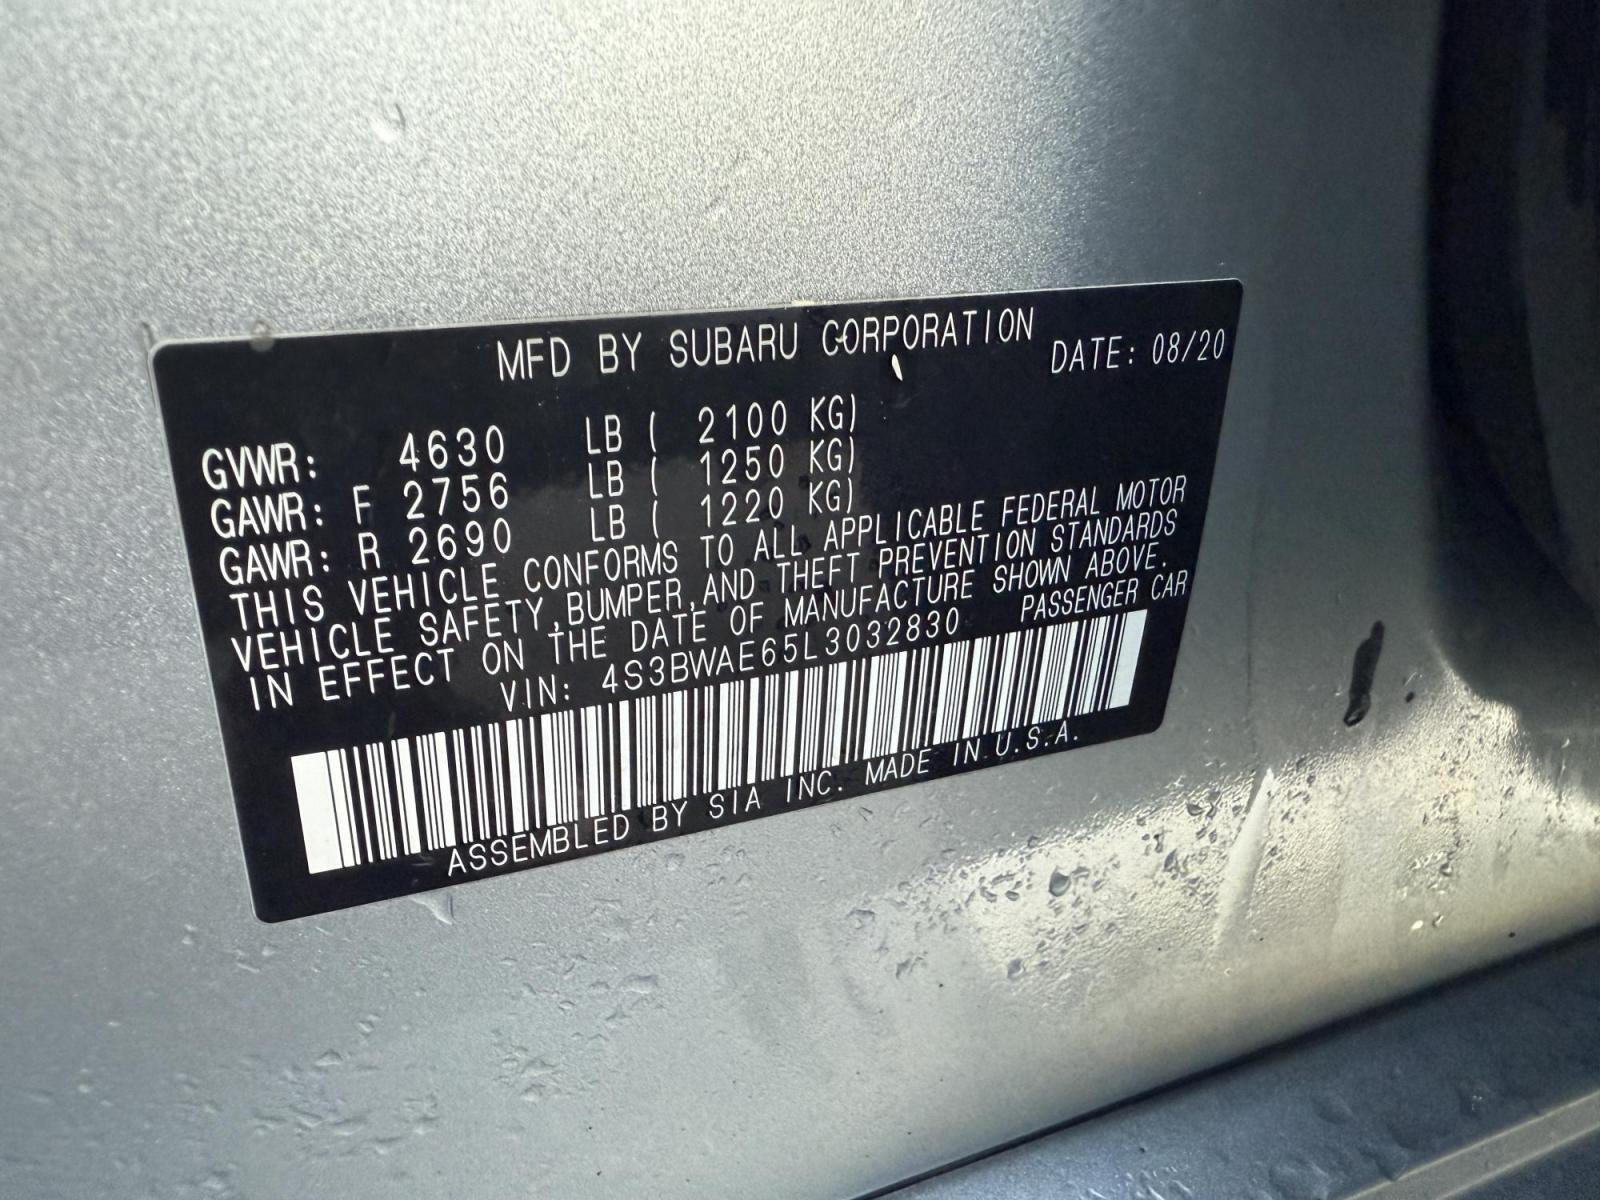 MFD BY SUBARU CORPORATION DATE: 08/20
GVWR: 4630 LB ( 2100 KG)
GAWR: F 2756 LB ( 1250 KG)
GAWR: R 2690 LB ( 1220 KG)
THIS VEHICLE CONFORMS TO ALL APPLICABLE FEDERAL MOTOR
VEHICLE SAFETY,BUMPER,AND THEFT PREVENTION STANDARDS
IN EFFECT ON THE DATE OF MANUFACTURE SHOWN ABOVE.
VIN: 4S3BWAE65L3032830 PASSENGER CAR
ASSEMBLED BY SIA INC. MADE IN U.S.A.